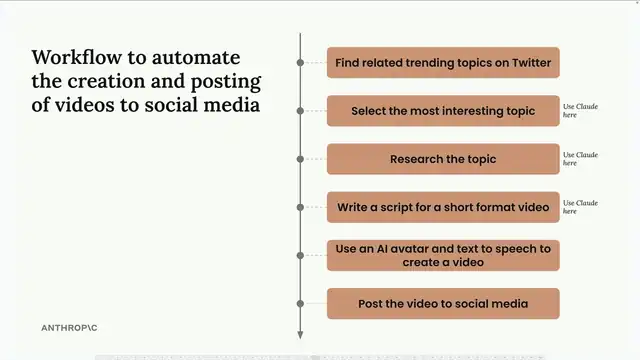 Workflow to automate
the creation and posting
of videos to social media
Find related trending topics on Twitter
Select the most interesting topic
Use Claude
here
Research the topic
Use Claude
here
Write a script for a short format video
Use Claude
here
Use an AI avatar and text to speech to
create a video
Post the video to social media
ANTHROP\C